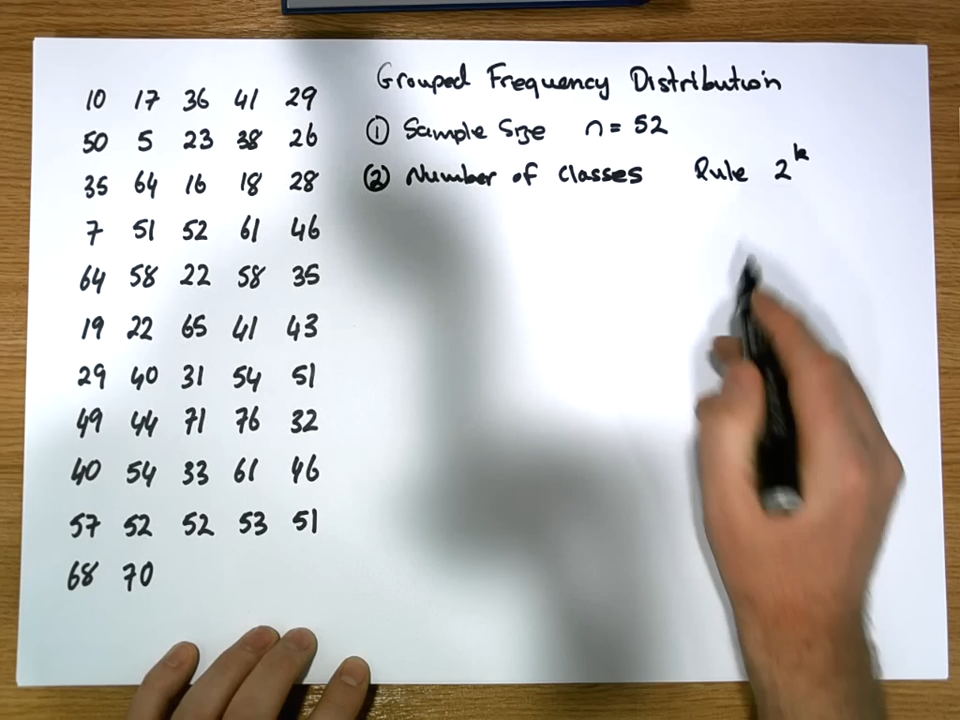 Grouped Frequency Distribution
① Sample Size n = 52
② Number of classes Rule 2^k
10 17 36 41 29
50 5 23 38 26
35 64 16 18 28
7 51 52 61 46
64 58 22 58 35
19 22 65 41 43
29 40 31 54 51
49 44 71 76 32
40 54 33 61 46
57 52 52 53 51
68 70